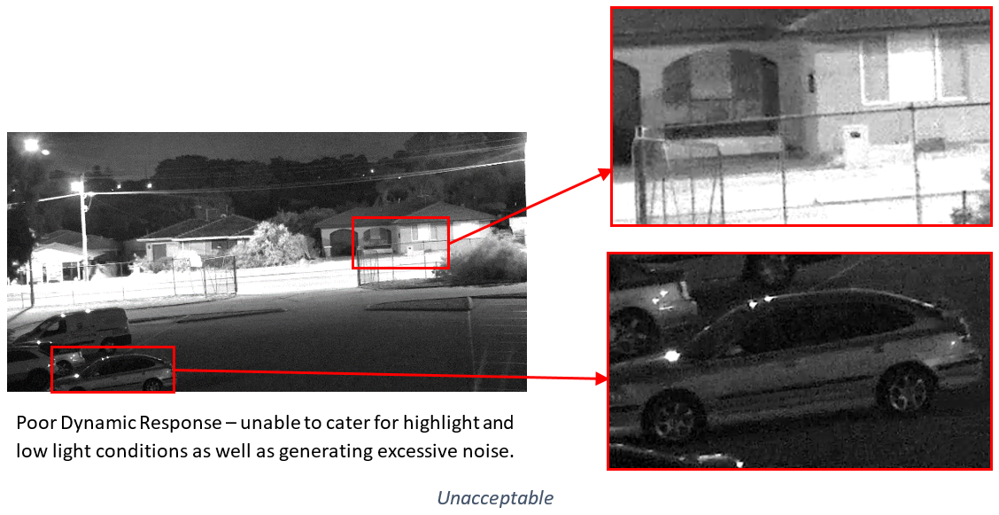 Poor Dynamic Response – unable to cater for highlight and
low light conditions as well as generating excessive noise.
Unacceptable